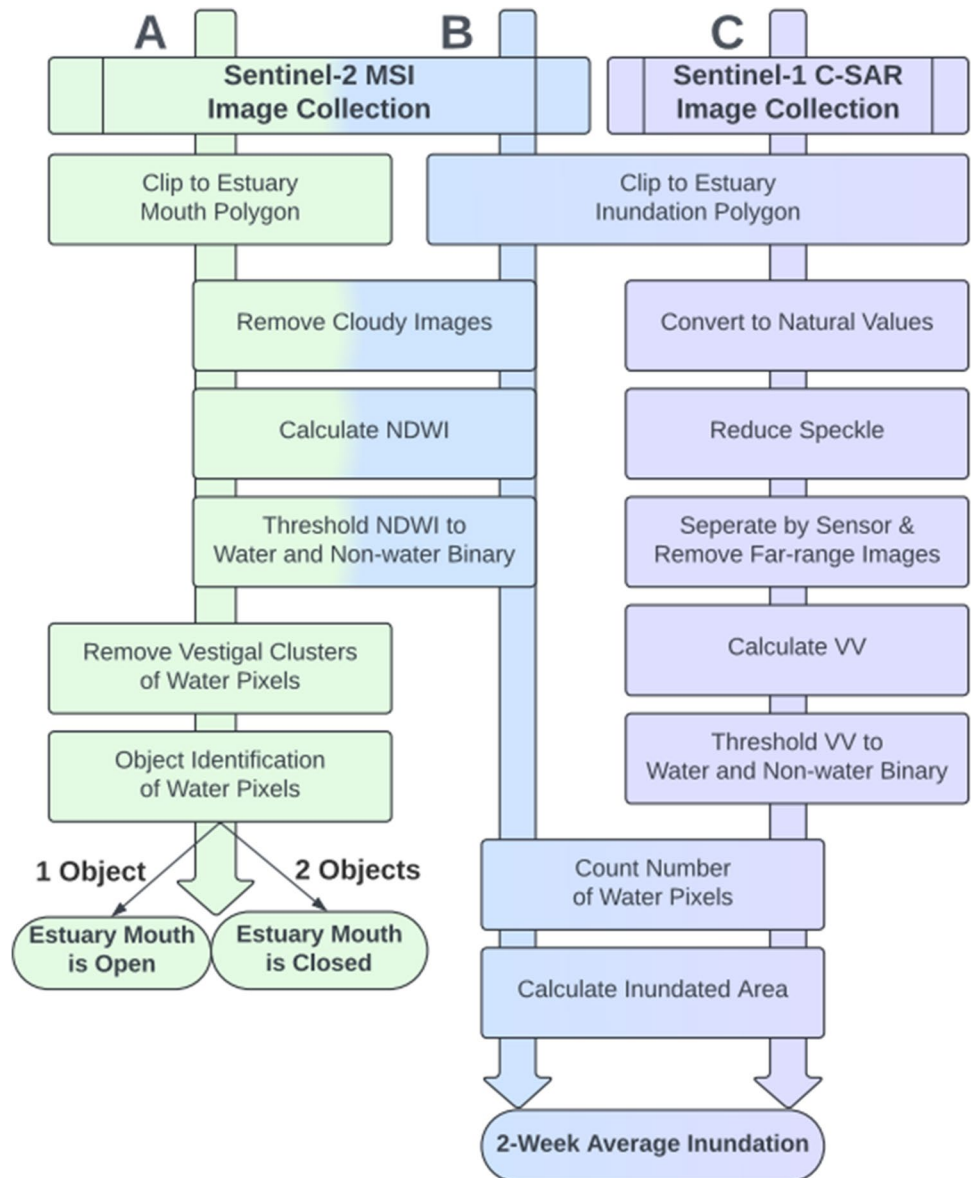 A
B
C
Sentinel-2 MSI
Image Collection
Sentinel-1 C-SAR
Image Collection
Clip to Estuary
Mouth Polygon
Clip to Estuary
Inundation Polygon
Remove Cloudy Images
Convert to Natural Values
Calculate NDWI
Reduce Speckle
Threshold NDWI to
Water and Non-water Binary
Seperate by Sensor &
Remove Far-range Images
Remove Vestigal Clusters
of Water Pixels
Calculate VV
Object Identification
of Water Pixels
Threshold VV to
Water and Non-water Binary
1 Object
2 Objects
Estuary Mouth
is Open
Estuary Mouth
is Closed
Count Number
of Water Pixels
Calculate Inundated Area
2-Week Average Inundation